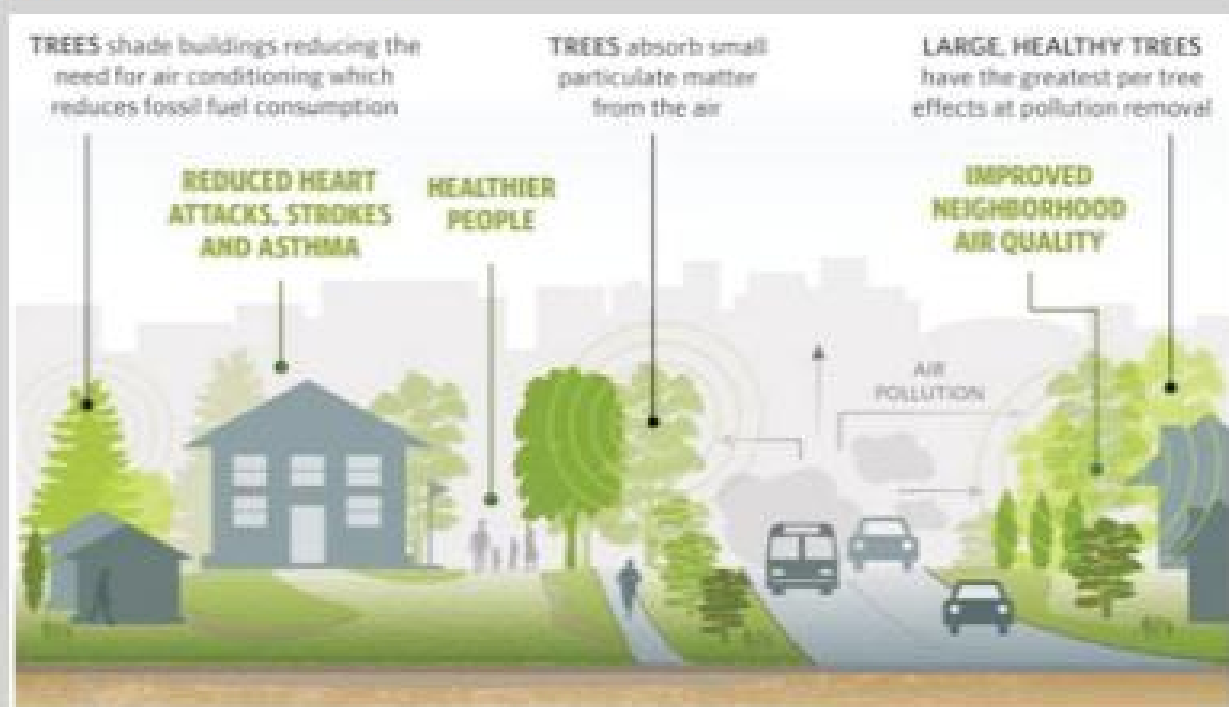 TREES shade buildings reducing the
need for air conditioning which
reduces fossil fuel consumption
TREES absorb small
particulate matter
from the air
LARGE, HEALTHY TREES
have the greatest per tree
effects at pollution removal
REDUCED HEART
ATTACKS, STROKES
AND ASTHMA
HEALTHIER
PEOPLE
IMPROVED
NEIGHBORHOOD
AIR QUALITY
AIR
POLLUTION